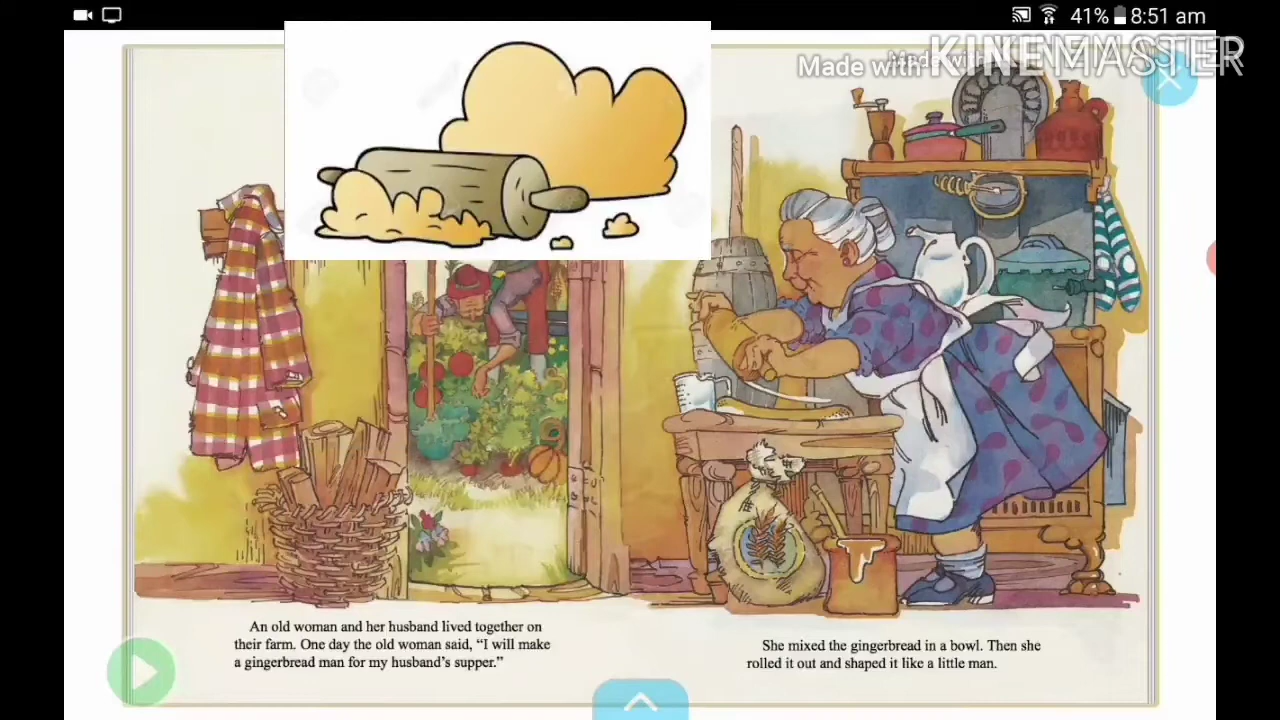 41% 8:51 am
Made with KINEMASTER
An old woman and her husband lived together on
their farm. One day the old woman said, “I will make
a gingerbread man for my husband’s supper.”
She mixed the gingerbread in a bowl. Then she
rolled it out and shaped it like a little man.